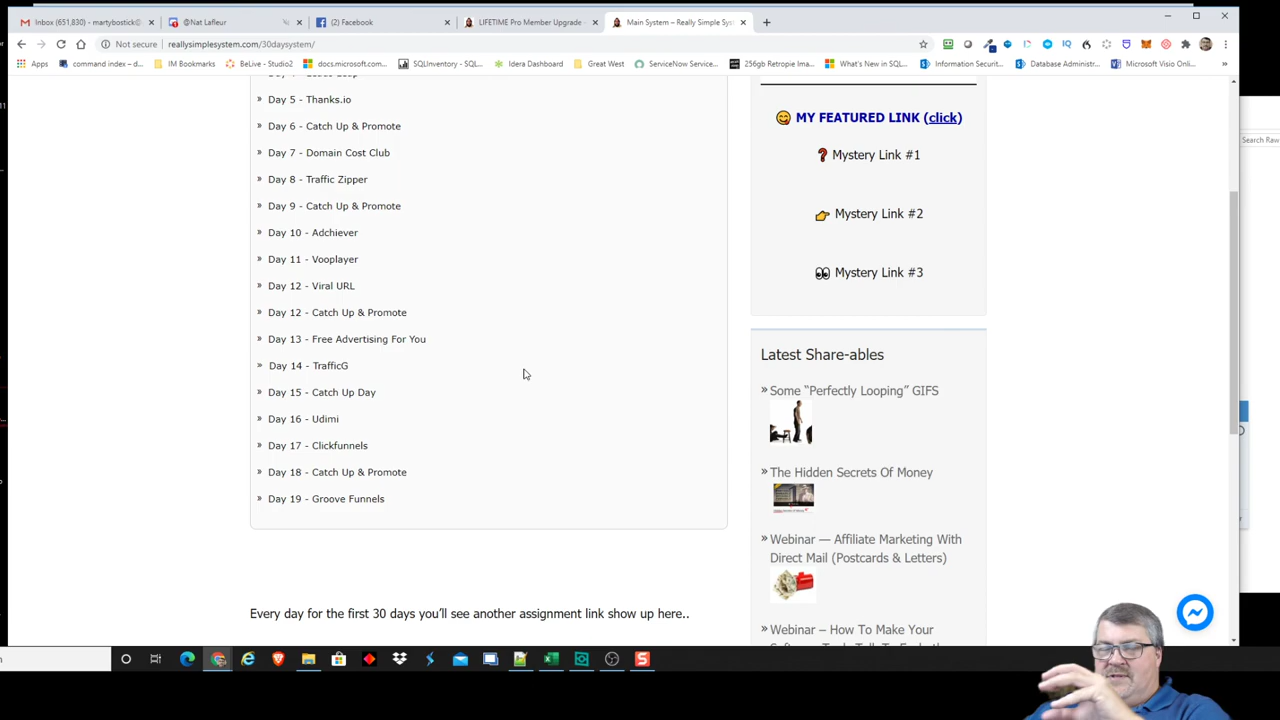 Inbox (651,830) - martybostick@
@Nat Lafleur
(2) Facebook
LIFETIME Pro Member Upgrade –
Main System – Really Simple Sys
Not secure | reallysimplesystem.com/30daysystem/
Apps
command index – d...
IM Bookmarks
BeLive - Studio2
docs.microsoft.com...
SQLInventory - SQL...
Idera Dashboard
Great West
ServiceNow Service...
256gb Retropie Imag...
What's New in SQL...
Information Securit...
Database Administr...
Microsoft Visio Onli...
Search Raw
» Day 5 - Thanks.io
» Day 6 - Catch Up & Promote
» Day 7 - Domain Cost Club
» Day 8 - Traffic Zipper
» Day 9 - Catch Up & Promote
» Day 10 - Adchiever
» Day 11 - Vooplayer
» Day 12 - Viral URL
» Day 12 - Catch Up & Promote
» Day 13 - Free Advertising For You
» Day 14 - TrafficG
» Day 15 - Catch Up Day
» Day 16 - Udimi
» Day 17 - Clickfunnels
» Day 18 - Catch Up & Promote
» Day 19 - Groove Funnels
Every day for the first 30 days you'll see another assignment link show up here..
MY FEATURED LINK (click)
Mystery Link #1
Mystery Link #2
Mystery Link #3
Latest Share-ables
» Some “Perfectly Looping” GIFS
» The Hidden Secrets Of Money
» Webinar — Affiliate Marketing With
Direct Mail (Postcards & Letters)
» Webinar – How To Make Your